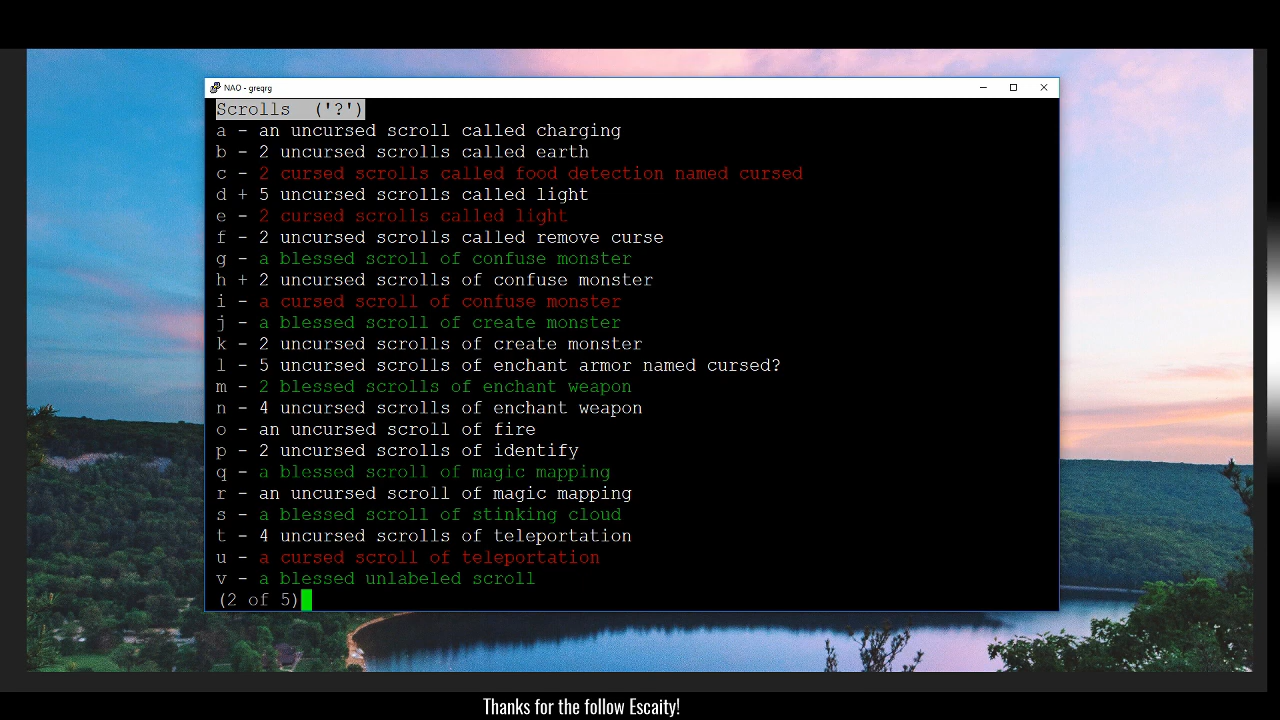 NAO - greqrg
Scrolls  ('?')
a - an uncursed scroll called charging
b - 2 uncursed scrolls called earth
c - 2 cursed scrolls called food detection named cursed
d + 5 uncursed scrolls called light
e - 2 cursed scrolls called light
f - 2 uncursed scrolls called remove curse
g - a blessed scroll of confuse monster
h + 2 uncursed scrolls of confuse monster
i - a cursed scroll of confuse monster
j - a blessed scroll of create monster
k - 2 uncursed scrolls of create monster
l - 5 uncursed scrolls of enchant armor named cursed?
m - 2 blessed scrolls of enchant weapon
n - 4 uncursed scrolls of enchant weapon
o - an uncursed scroll of fire
p - 2 uncursed scrolls of identify
q - a blessed scroll of magic mapping
r - an uncursed scroll of magic mapping
s - a blessed scroll of stinking cloud
t - 4 uncursed scrolls of teleportation
u - a cursed scroll of teleportation
v - a blessed unlabeled scroll
(2 of 5)
Thanks for the follow Escaity!